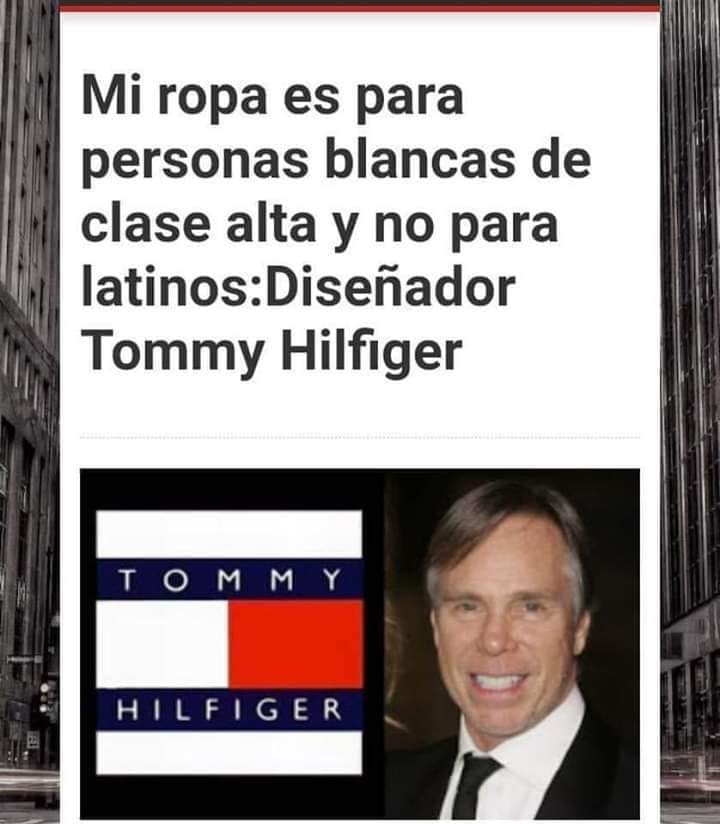 Mi ropa es para
personas blancas de
clase alta y no para
latinos:Diseñador
Tommy Hilfiger
TOMMY
HILFIGER